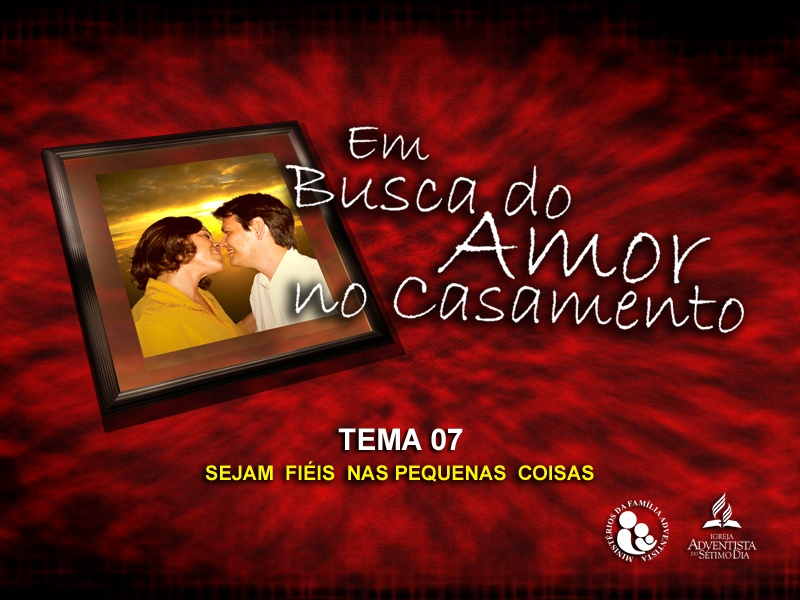 Em
Busca do
Amor
no Casamento
TEMA 07
SEJAM FIÉIS NAS PEQUENAS COISAS
MINISTÉRIOS DA FAMÍLIA ADVENTISTA
IGREJA
ADVENTISTA
DO SÉTIMO DIA